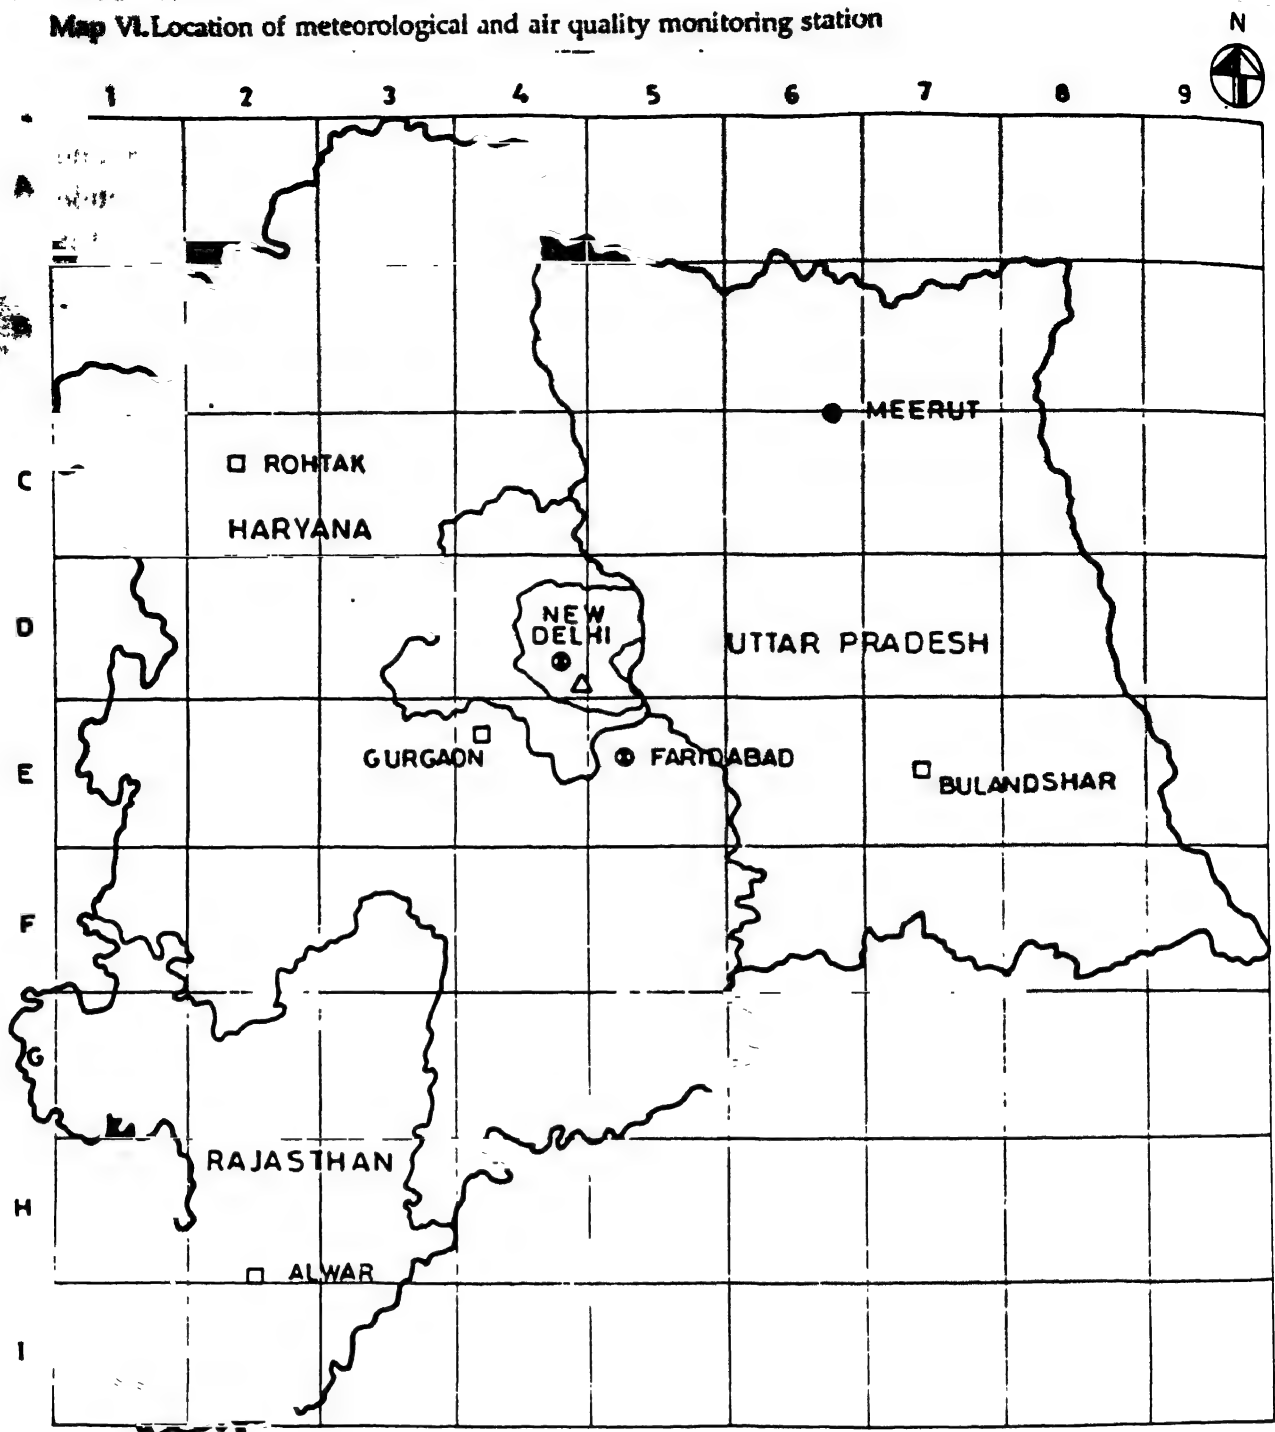 Map VI. Location of meteorological and air quality monitoring station
N
1 2 3 4 5 6 7 8 9
A
B
MEERUT
C
ROHTAK
HARYANA
D
NEW
DELHI
UTTAR PRADESH
E
GURGAON
FARIDABAD
BULANDSHAR
F
G
RAJASTHAN
H
ALWAR
I